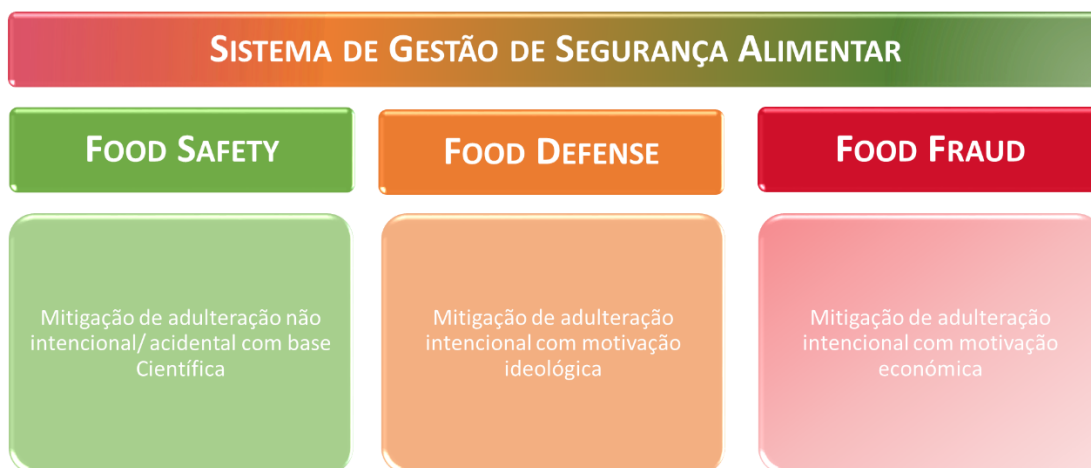 SISTEMA DE GESTÃO DE SEGURANÇA ALIMENTAR
FOOD SAFETY
FOOD DEFENSE
FOOD FRAUD
Mitigação de adulteração não
intencional/ acidental com base
Científica
Mitigação de adulteração
intencional com motivação
ideológica
Mitigação de adulteração
intencional com motivação
económica